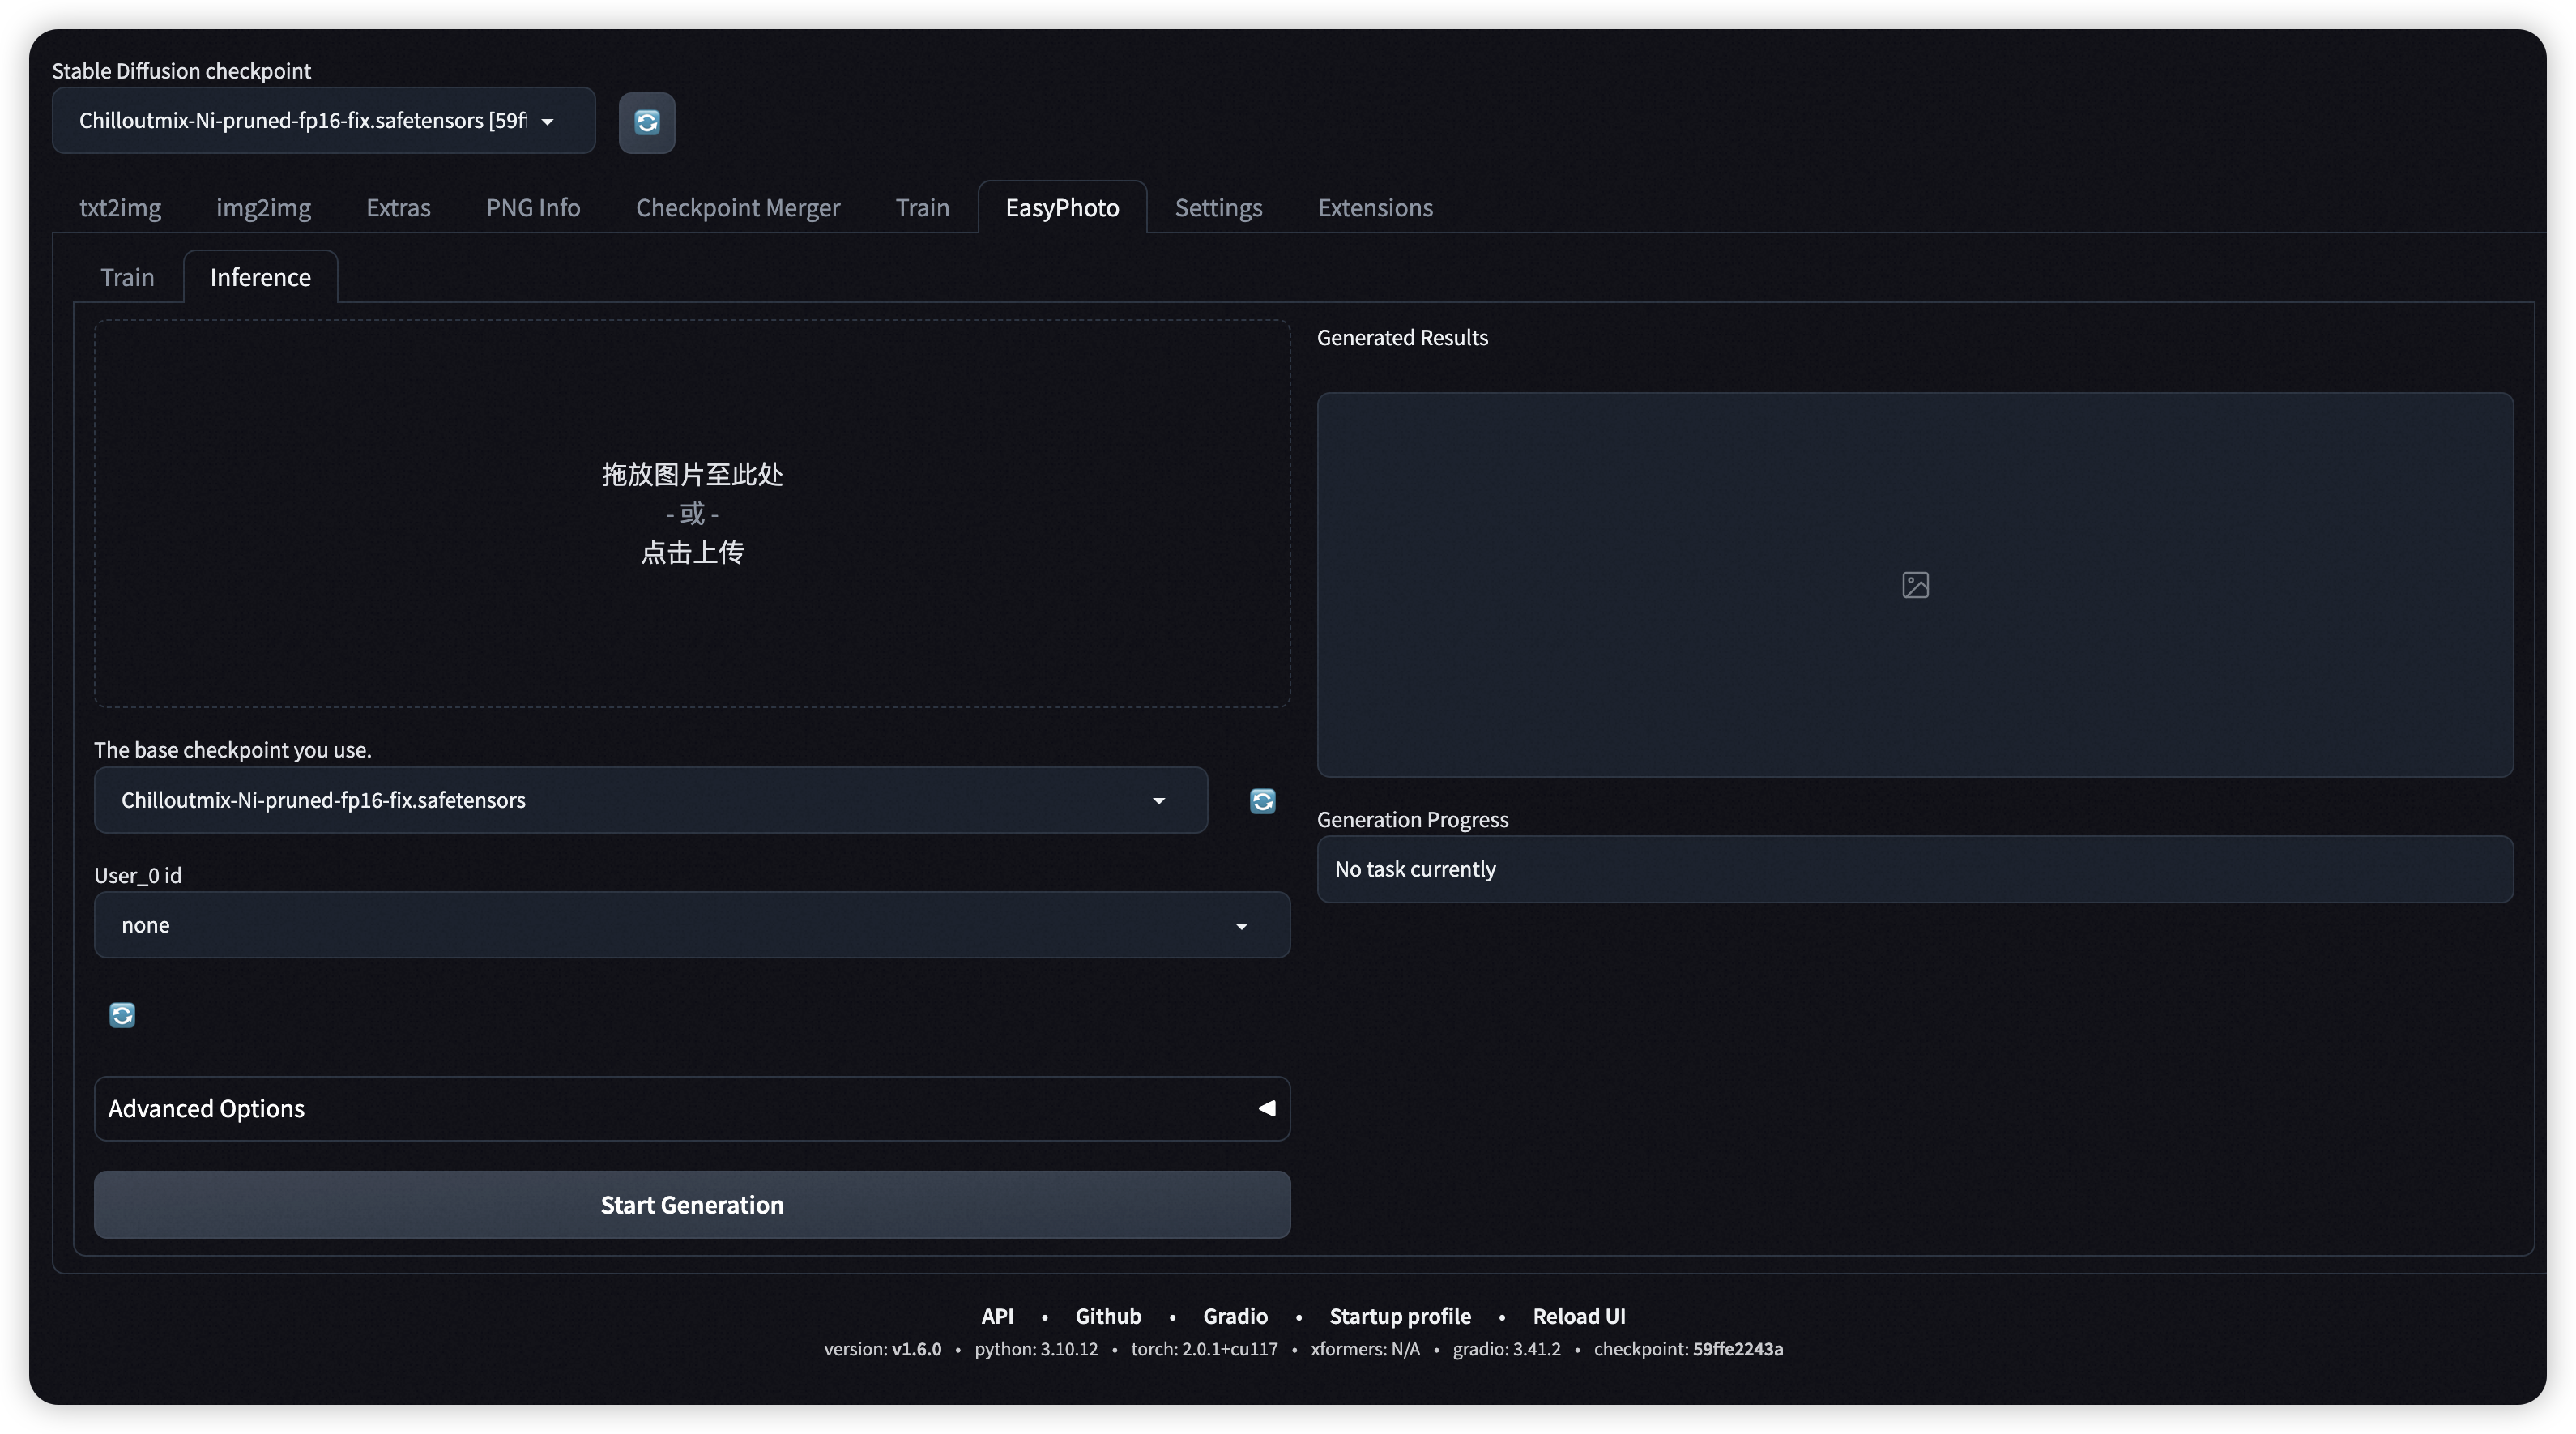 Stable Diffusion checkpoint
Chilloutmix-Ni-pruned-fp16-fix.safetensors [59ff
txt2img img2img Extras PNG Info Checkpoint Merger Train EasyPhoto Settings Extensions
Train Inference
拖放图片至此处
- 或 -
点击上传
The base checkpoint you use.
Chilloutmix-Ni-pruned-fp16-fix.safetensors
User_0 id
none
Advanced Options
Start Generation
Generated Results
Generation Progress
No task currently
API • Github • Gradio • Startup profile • Reload UI
version: v1.6.0 • python: 3.10.12 • torch: 2.0.1+cu117 • xformers: N/A • gradio: 3.41.2 • checkpoint: 59ffe2243a